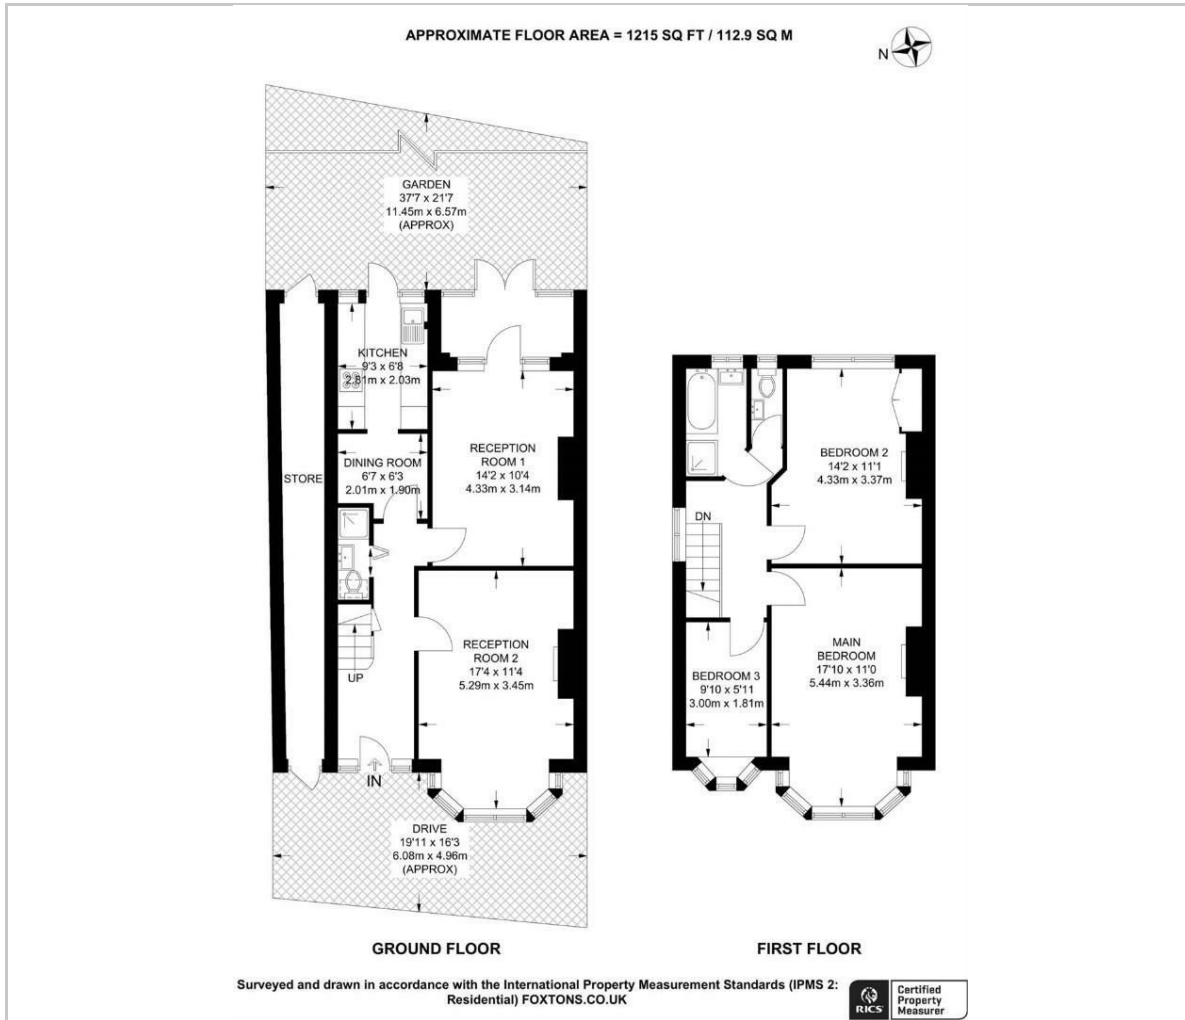 APPROXIMATE FLOOR AREA = 1215 SQ FT / 112.9 SQ M
N
GARDEN
37'7 x 21'7
11.45m x 6.57m
(APPROX)
KITCHEN
9'3 x 6'8
2.81m x 2.03m
DINING ROOM
6'7 x 6'3
2.01m x 1.90m
STORE
RECEPTION
ROOM 1
14'2 x 10'4
4.33m x 3.14m
RECEPTION
ROOM 2
17'4 x 11'4
5.29m x 3.45m
UP
IN
DRIVE
19'11 x 16'3
6.08m x 4.96m
(APPROX)
GROUND FLOOR
BEDROOM 2
14'2 x 11'1
4.33m x 3.37m
DN
MAIN
BEDROOM
17'10 x 11'0
5.44m x 3.36m
BEDROOM 3
9'10 x 5'11
3.00m x 1.81m
FIRST FLOOR
Surveyed and drawn in accordance with the International Property Measurement Standards (IPMS 2:
Residential) FOXTONS.CO.UK
RICS
Certified
Property
Measurer